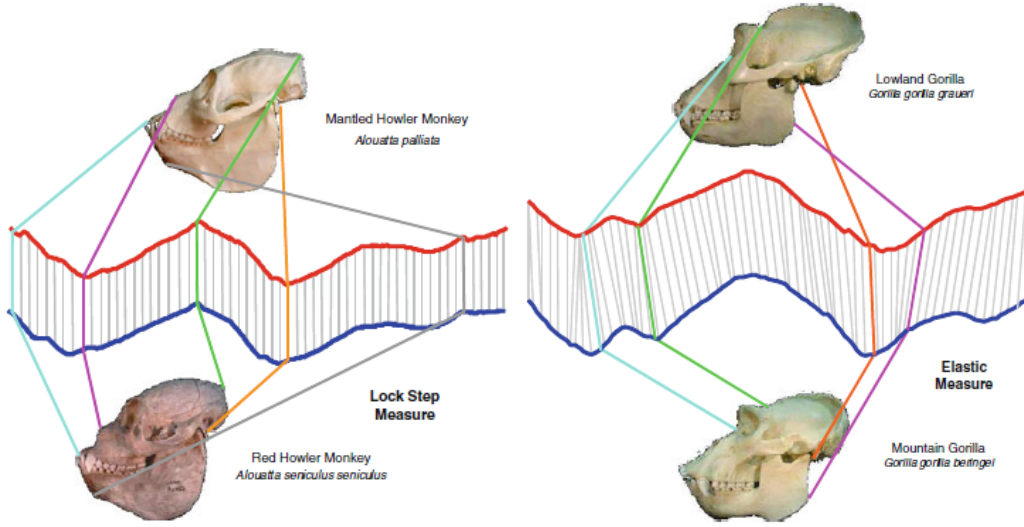 Mantled Howler Monkey
Alouatta palliata
Lock Step
Measure
Red Howler Monkey
Alouatta seniculus seniculus
Lowland Gorilla
Gorilla gorilla graueri
Elastic
Measure
Mountain Gorilla
Gorilla gorilla beringei